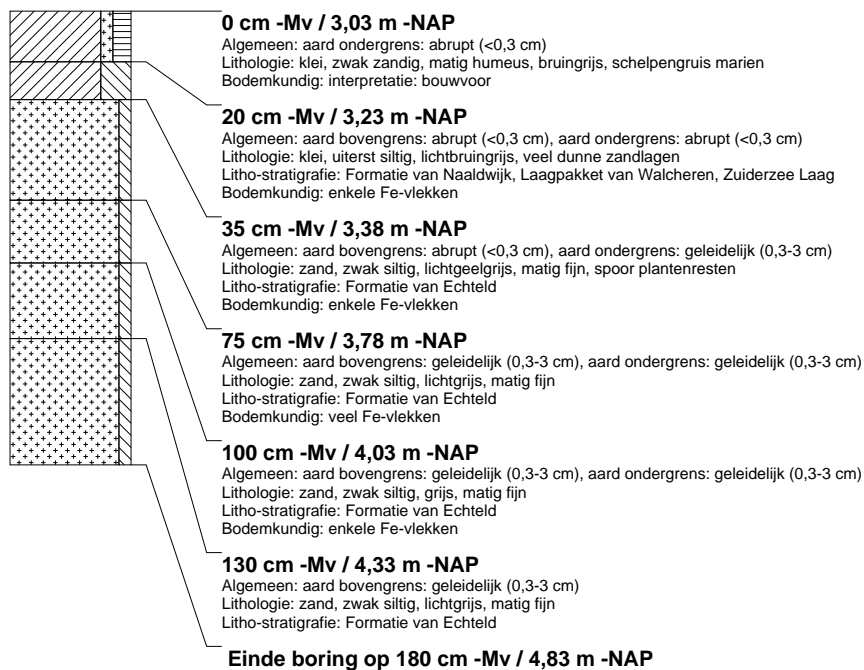 0 cm -Mv / 3,03 m -NAP
Algemeen: aard ondergrens: abrupt (<0,3 cm)
Lithologie: klei, zwak zandig, matig humeus, bruingrijs, schelpengruis marien
Bodemkundig: interpretatie: bouwvoor
20 cm -Mv / 3,23 m -NAP
Algemeen: aard bovengrens: abrupt (<0,3 cm), aard ondergrens: abrupt (<0,3 cm)
Lithologie: klei, uiterst siltig, lichtbruingrijs, veel dunne zandlagen
Litho-stratigrafie: Formatie van Naaldwijk, Laagpakket van Walcheren, Zuiderzee Laag
Bodemkundig: enkele Fe-vlekken
35 cm -Mv / 3,38 m -NAP
Algemeen: aard bovengrens: abrupt (<0,3 cm), aard ondergrens: geleidelijk (0,3-3 cm)
Lithologie: zand, zwak siltig, lichtgeelgrijs, matig fijn, spoor plantenresten
Litho-stratigrafie: Formatie van Echteld
Bodemkundig: enkele Fe-vlekken
75 cm -Mv / 3,78 m -NAP
Algemeen: aard bovengrens: geleidelijk (0,3-3 cm), aard ondergrens: geleidelijk (0,3-3 cm)
Lithologie: zand, zwak siltig, lichtgrijs, matig fijn
Litho-stratigrafie: Formatie van Echteld
Bodemkundig: veel Fe-vlekken
100 cm -Mv / 4,03 m -NAP
Algemeen: aard bovengrens: geleidelijk (0,3-3 cm), aard ondergrens: geleidelijk (0,3-3 cm)
Lithologie: zand, zwak siltig, grijs, matig fijn
Litho-stratigrafie: Formatie van Echteld
Bodemkundig: enkele Fe-vlekken
130 cm -Mv / 4,33 m -NAP
Algemeen: aard bovengrens: geleidelijk (0,3-3 cm)
Lithologie: zand, zwak siltig, lichtgrijs, matig fijn
Litho-stratigrafie: Formatie van Echteld
Einde boring op 180 cm -Mv / 4,83 m -NAP